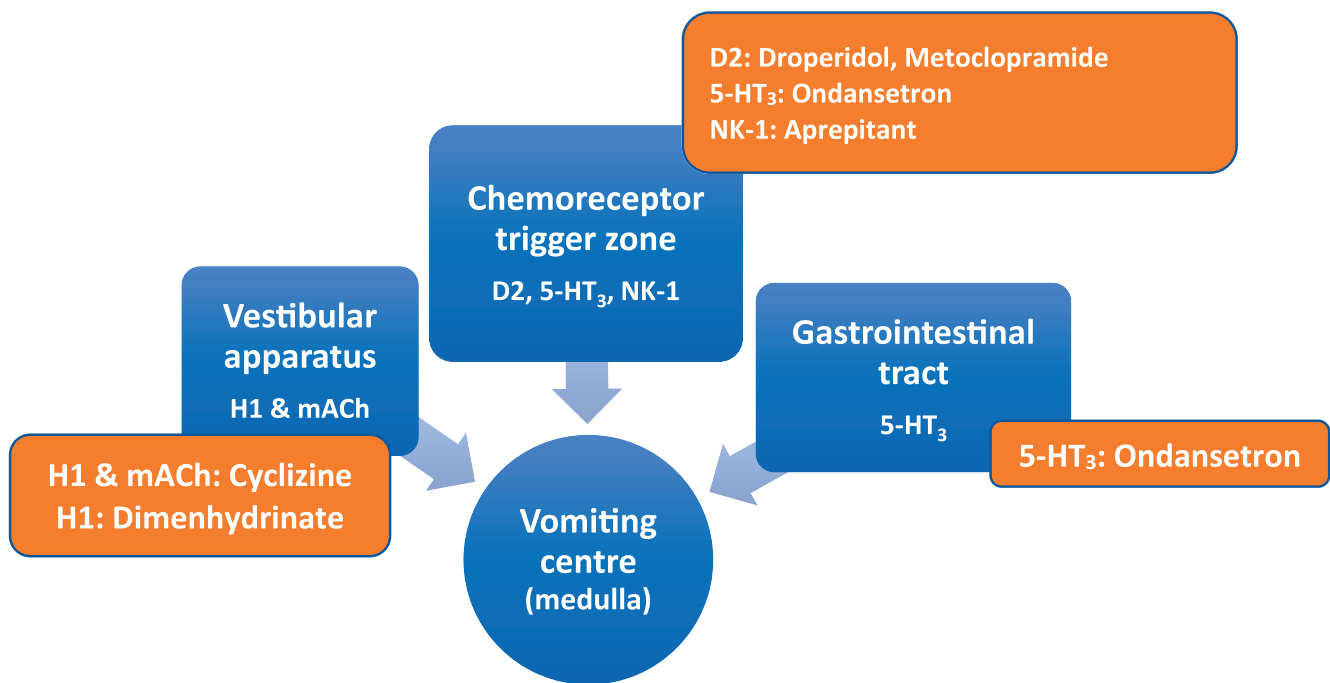 D2: Droperidol, Metoclopramide
5-HT₃: Ondansetron
NK-1: Aprepitant
Chemoreceptor
trigger zone
D2, 5-HT₃, NK-1
Vestibular
apparatus
H1 & mACh
H1 & mACh: Cyclizine
H1: Dimenhydrinate
Gastrointestinal
tract
5-HT₃
5-HT₃: Ondansetron
Vomiting
centre
(medulla)